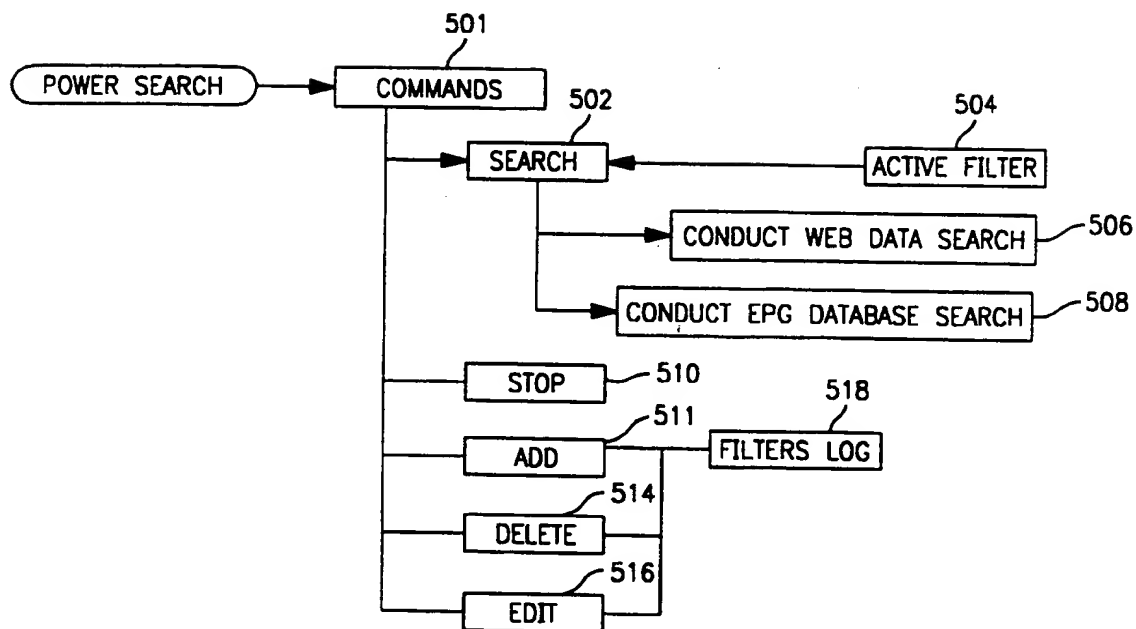 501
POWER SEARCH
COMMANDS
502
504
SEARCH
ACTIVE FILTER
CONDUCT WEB DATA SEARCH
506
CONDUCT EPG DATABASE SEARCH
508
STOP
510
511
518
ADD
FILTERS LOG
514
DELETE
516
EDIT